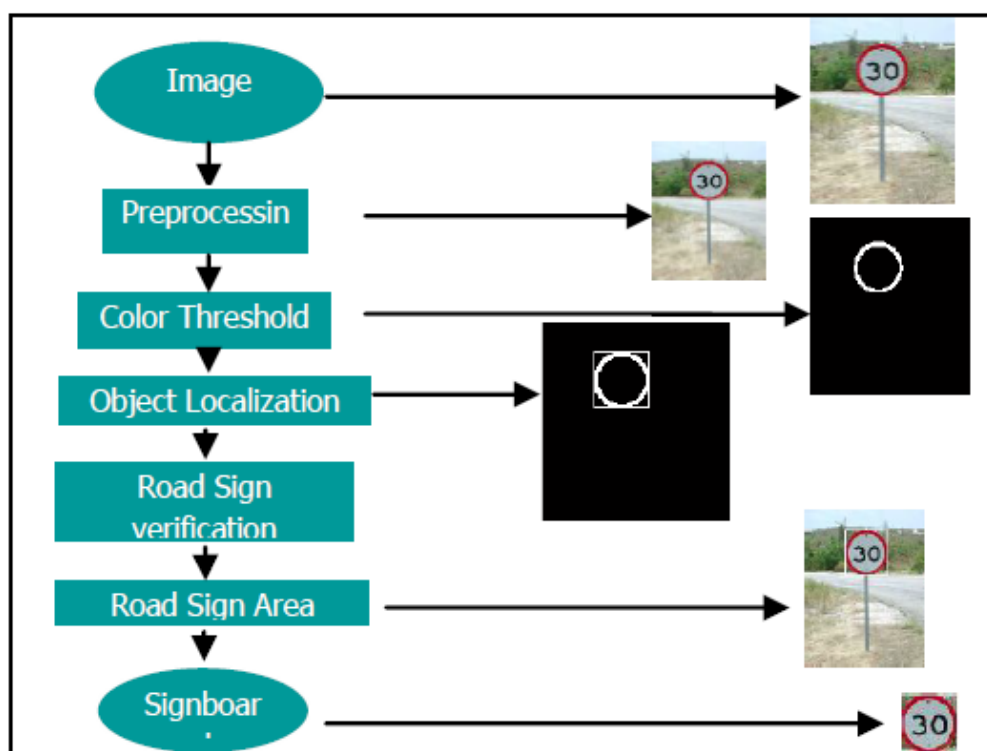 Image
30
Preprocessin
30
Color Threshold
Object Localization
Road Sign
verification
Road Sign Area
30
Signboar
30